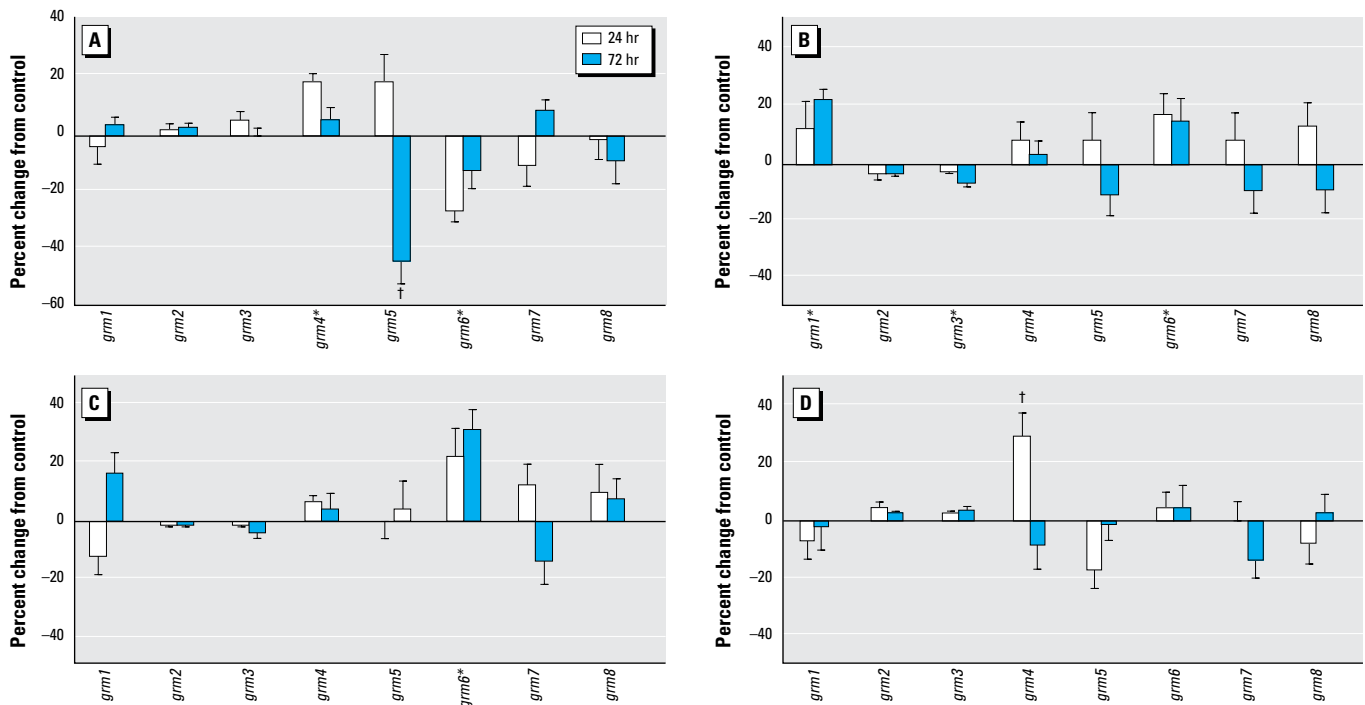 Percent change from control
40
20
0
–20
–40
–60
A
24 hr
72 hr
†
grm1
grm2
grm3
grm4*
grm5
grm6*
grm7
grm8
Percent change from control
40
20
0
–20
–40
B
grm1*
grm2
grm3*
grm4
grm5
grm6*
grm7
grm8
Percent change from control
40
20
0
–20
–40
C
grm1
grm2
grm3
grm4
grm5
grm6*
grm7
grm8
Percent change from control
40
20
0
–20
–40
D
†
grm1
grm2
grm3
grm4
grm5
grm6
grm7
grm8